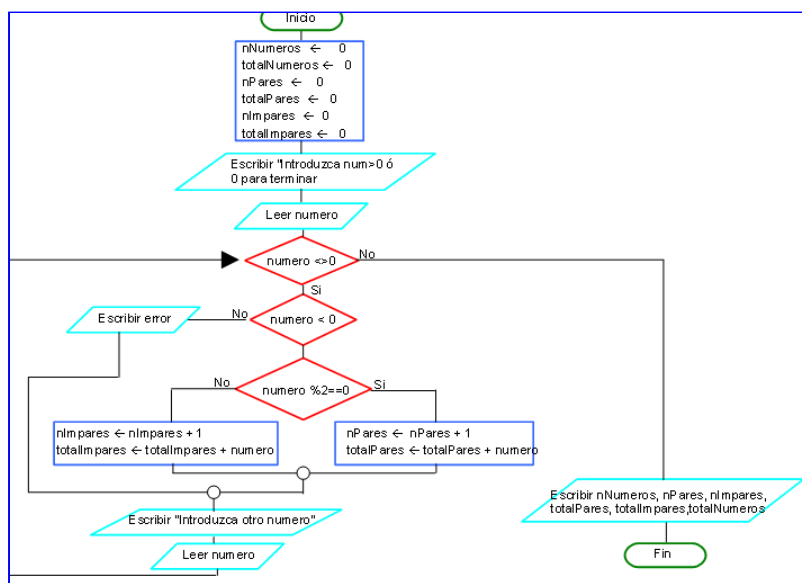 Inicio
nNumeros ← 0
totalNumeros ← 0
nPares ← 0
totalPares ← 0
nImpares ← 0
totalImpares ← 0
Escribir "Introduzca num>0 ó
0 para terminar
Leer numero
numero <>0
No
Si
Escribir error
No
numero < 0
No
numero %2==0
Si
nImpares ← nImpares + 1
totalImpares ← totalImpares + numero
nPares ← nPares + 1
totalPares ← totalPares + numero
Escribir nNumeros, nPares, nImpares,
totalPares, totalImpares,totalNumeros
Escribir "Introduzca otro numero"
Leer numero
Fin